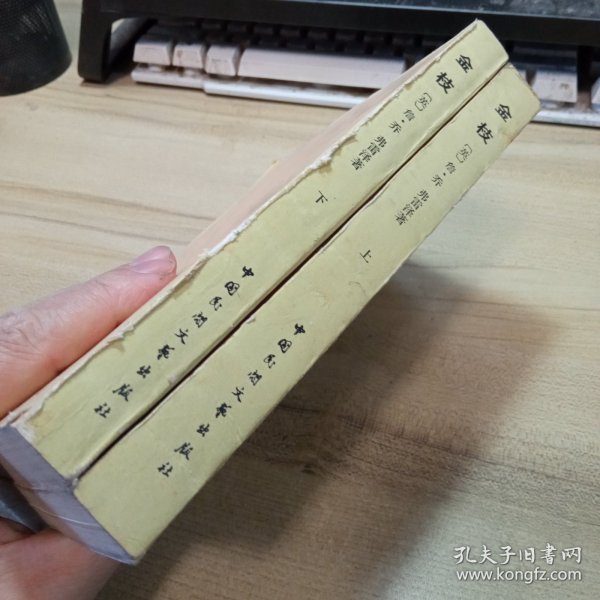 金枝
〔英〕詹·乔 弗雷泽著
下
中国民间文艺出版社
金枝
〔英〕詹·乔 弗雷泽著
上
中国民间文艺出版社
孔夫子旧书网
www.kongfz.com